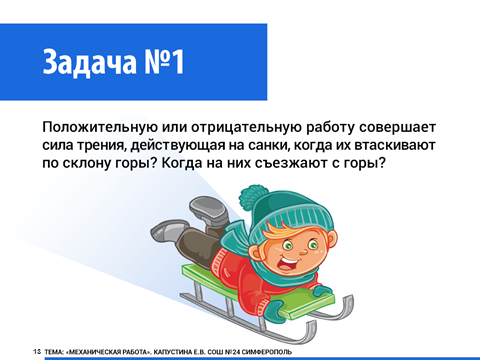 Задача №1
Положительную или отрицательную работу совершает
сила трения, действующая на санки, когда их втаскивают
по склону горы? Когда на них съезжают с горы?
13 ТЕМА: «МЕХАНИЧЕСКАЯ РАБОТА». КАПУСТИНА Е.В. СОШ №24 СИМФЕРОПОЛЬ